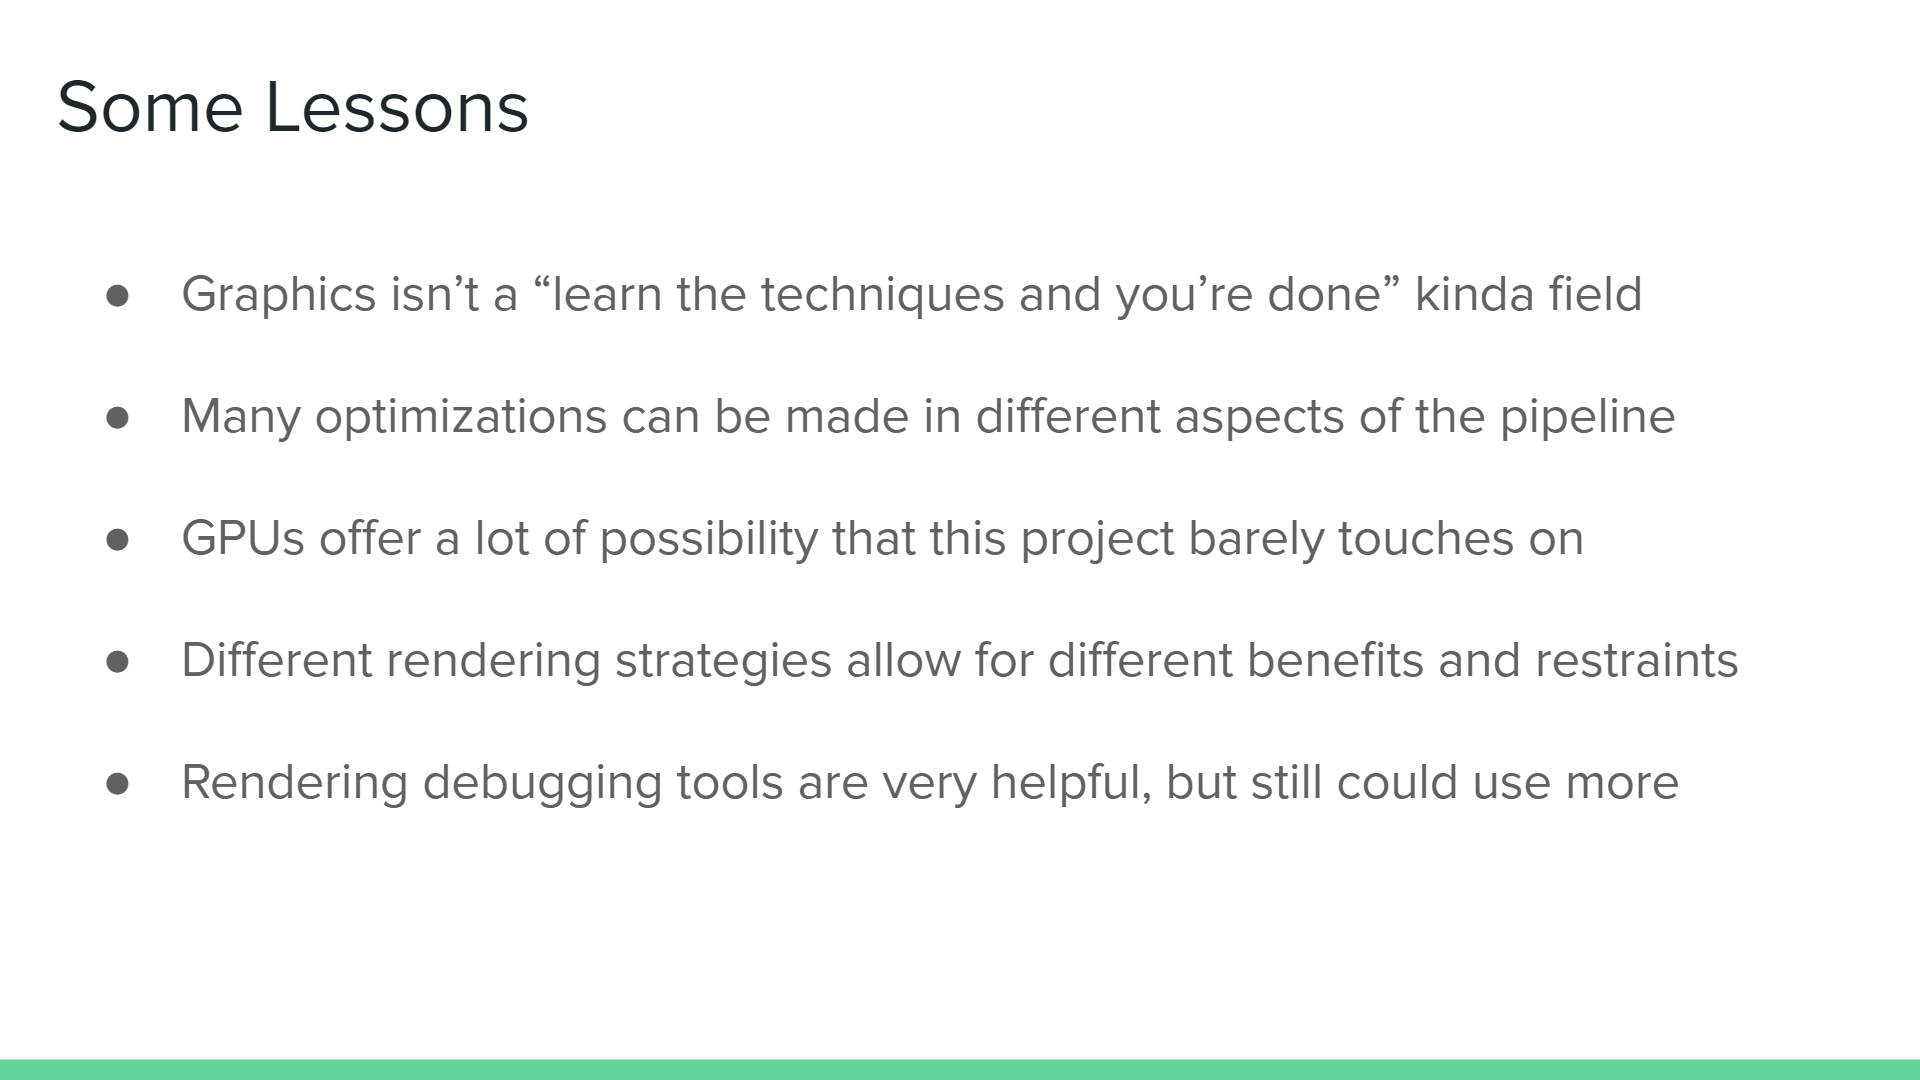 Some Lessons
● Graphics isn’t a “learn the techniques and you’re done” kinda field
● Many optimizations can be made in different aspects of the pipeline
● GPUs offer a lot of possibility that this project barely touches on
● Different rendering strategies allow for different benefits and restraints
● Rendering debugging tools are very helpful, but still could use more